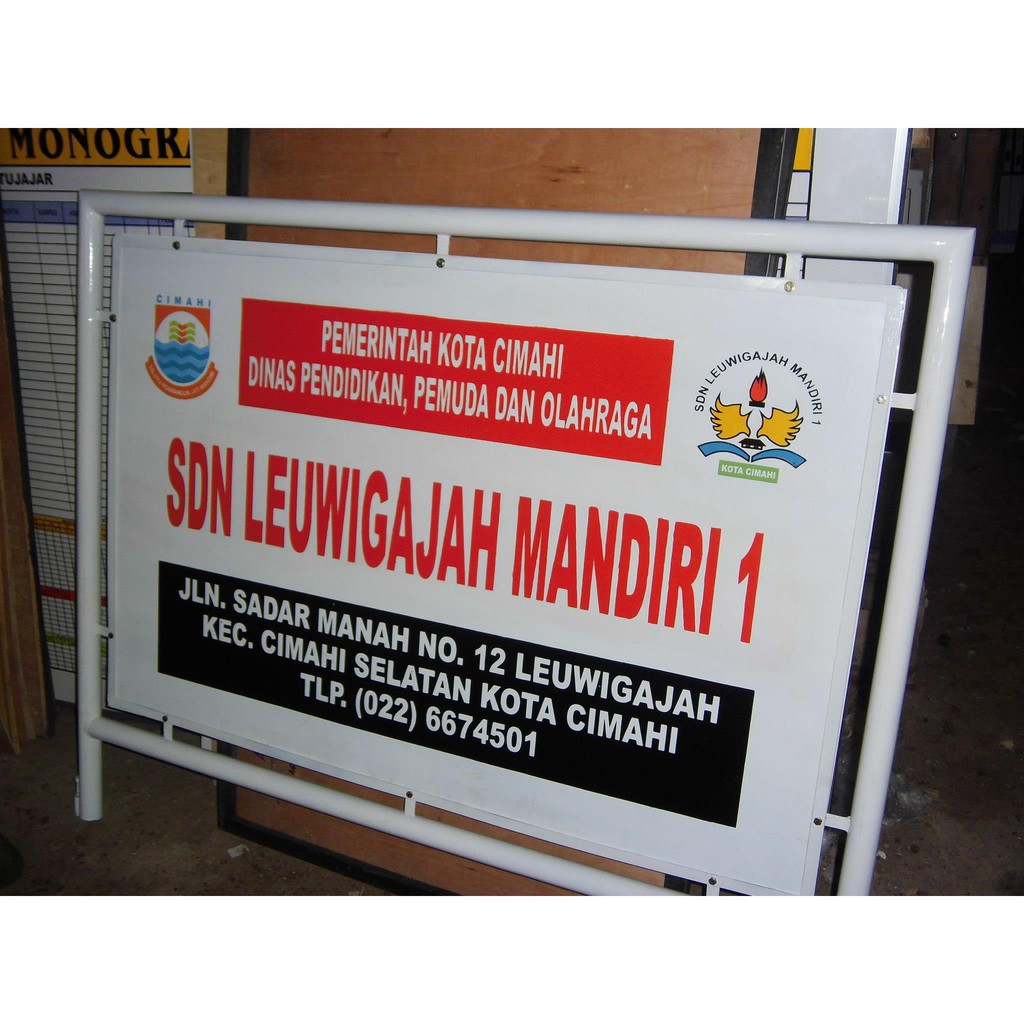 MONOGRA
TUJAJAR
CIMAHI
PEMERINTAH KOTA CIMAHI
DINAS PENDIDIKAN, PEMUDA DAN OLAHRAGA
SDN LEUWIGAJAH MANDIRI 1
KOTA CIMAHI
SDN LEUWIGAJAH MANDIRI 1
JLN. SADAR MANAH NO. 12 LEUWIGAJAH
KEC. CIMAHI SELATAN KOTA CIMAHI
TLP. (022) 6674501